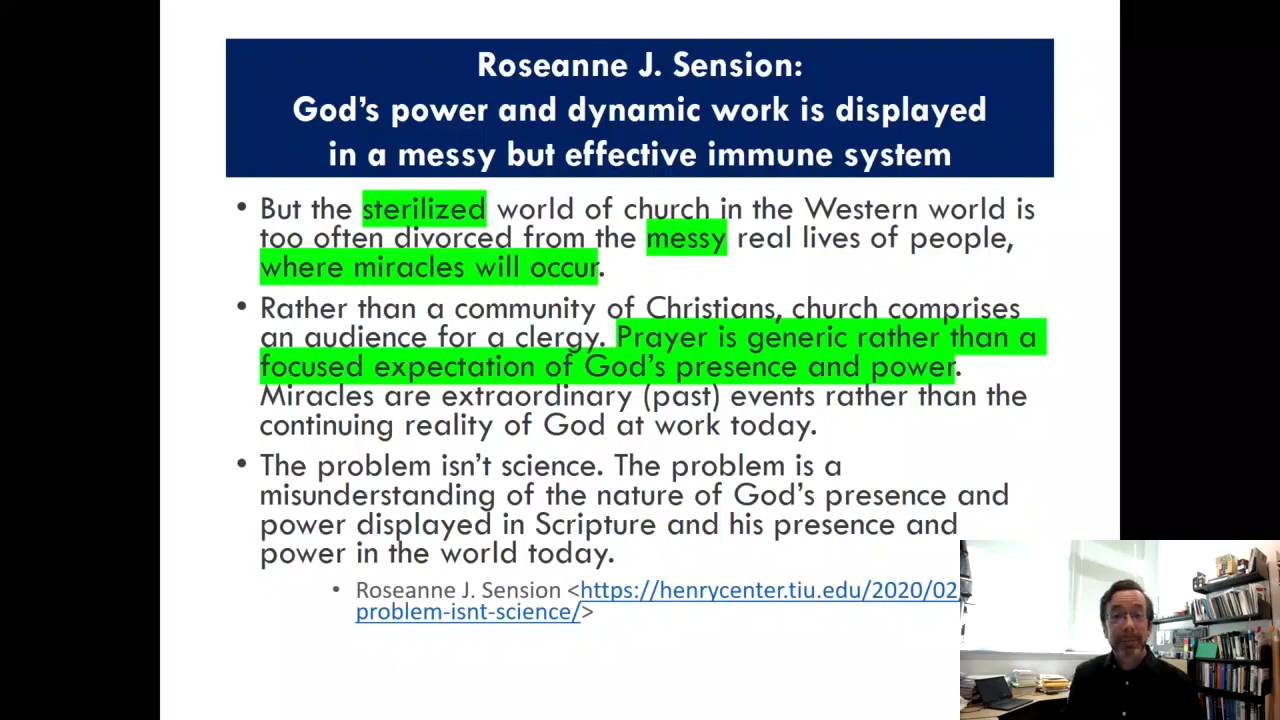 Roseanne J. Sension:
God's power and dynamic work is displayed
in a messy but effective immune system
• But the sterilized world of church in the Western world is
too often divorced from the messy real lives of people,
where miracles will occur.
• Rather than a community of Christians, church comprises
an audience for a clergy. Prayer is generic rather than a
focused expectation of God's presence and power.
Miracles are extraordinary (past) events rather than the
continuing reality of God at work today.
• The problem isn't science. The problem is a
misunderstanding of the nature of God's presence and
power displayed in Scripture and his presence and
power in the world today.
• Roseanne J. Sension <https://henrycenter.tiu.edu/2020/02
problem-isnt-science/>